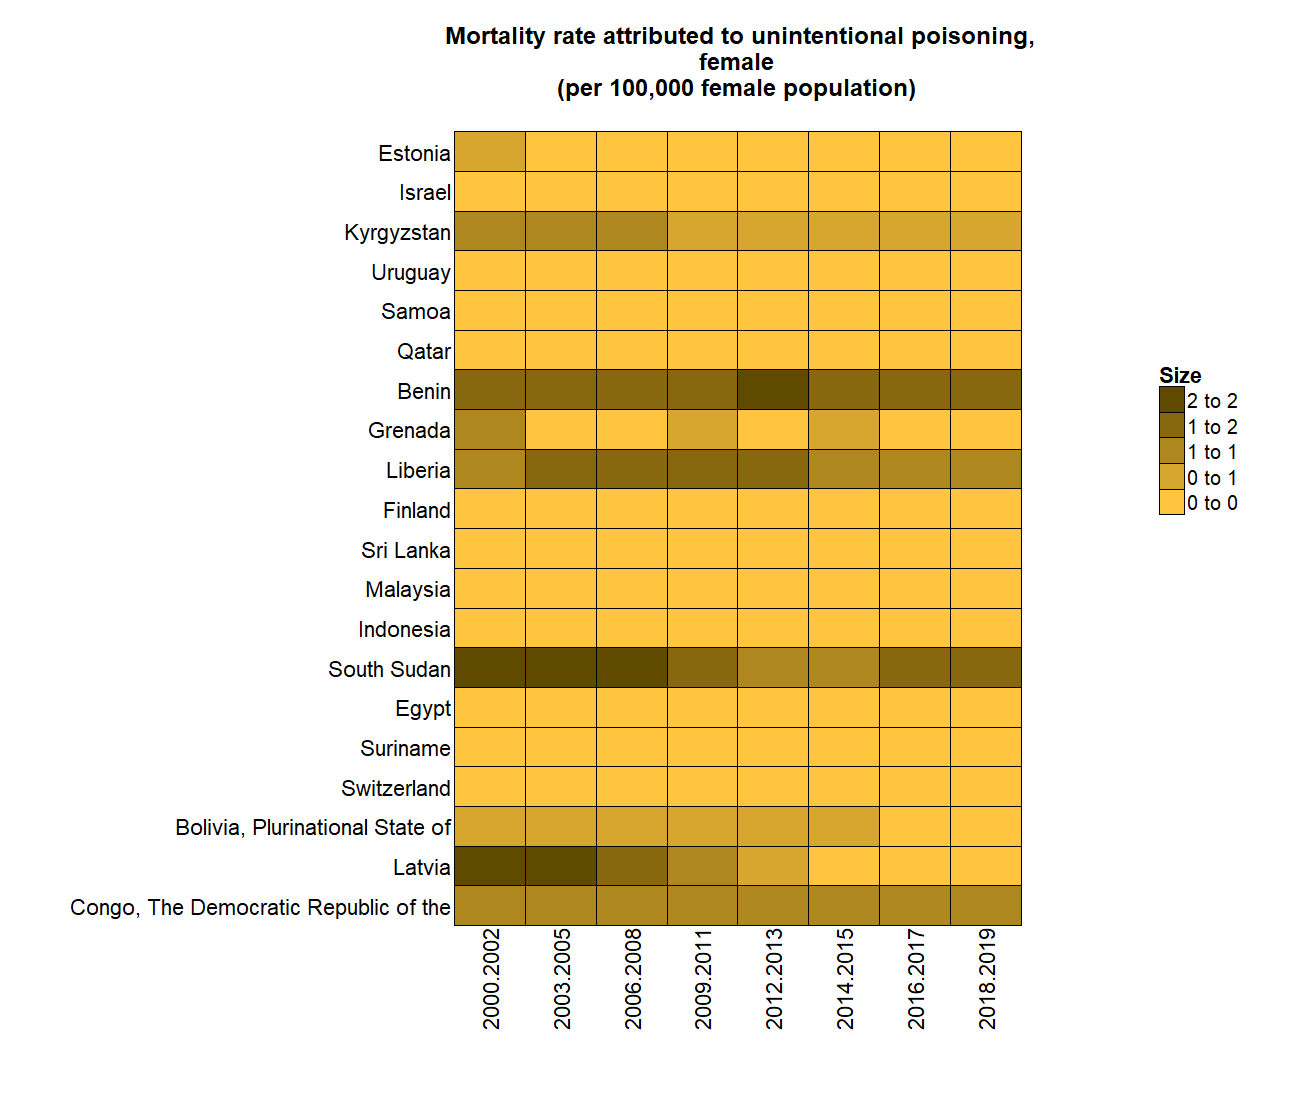 Mortality rate attributed to unintentional poisoning,
female
(per 100,000 female population)
Estonia
Israel
Kyrgyzstan
Uruguay
Samoa
Qatar
Benin
Grenada
Liberia
Finland
Sri Lanka
Malaysia
Indonesia
South Sudan
Egypt
Suriname
Switzerland
Bolivia, Plurinational State of
Latvia
Congo, The Democratic Republic of the
2000.2002
2003.2005
2006.2008
2009.2011
2012.2013
2014.2015
2016.2017
2018.2019
Size
2 to 2
1 to 2
1 to 1
0 to 1
0 to 0